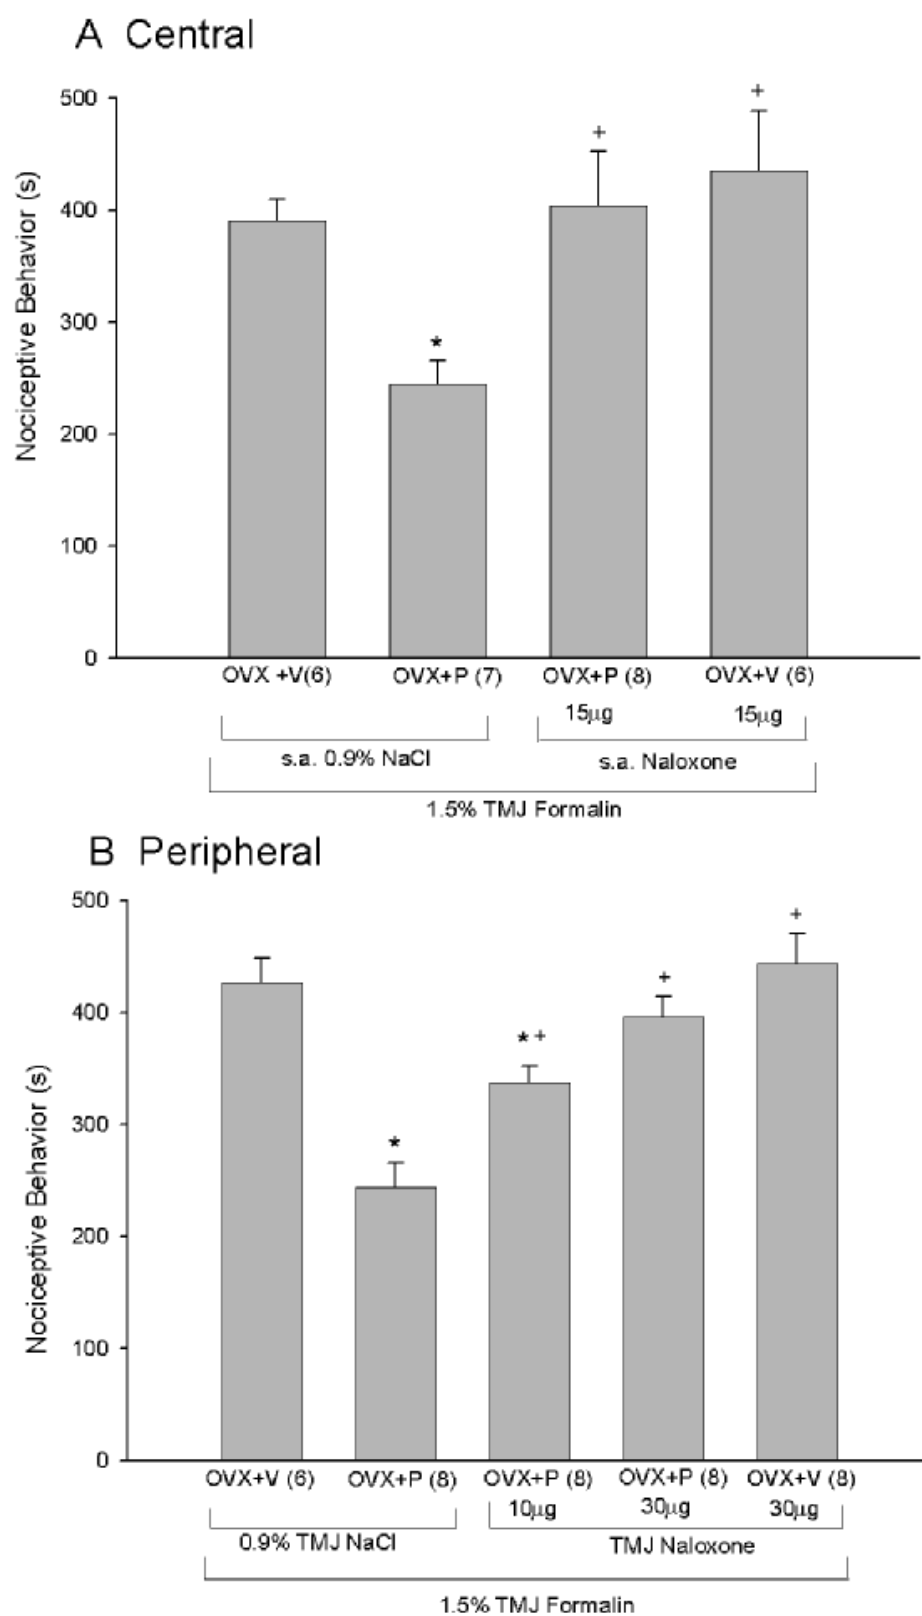 A Central
Nociceptive Behavior (s)
500
400
300
200
100
0
+
+
*
OVX +V(6) OVX+P (7) OVX+P (8) OVX+V (6)
15μg 15μg
s.a. 0.9% NaCl s.a. Naloxone
1.5% TMJ Formalin
B Peripheral
Nociceptive Behavior (s)
500
400
300
200
100
0
+
+
* +
*
OVX+V (6) OVX+P (8) OVX+P (8) OVX+P (8) OVX+V (8)
10μg 30μg 30μg
0.9% TMJ NaCl TMJ Naloxone
1.5% TMJ Formalin